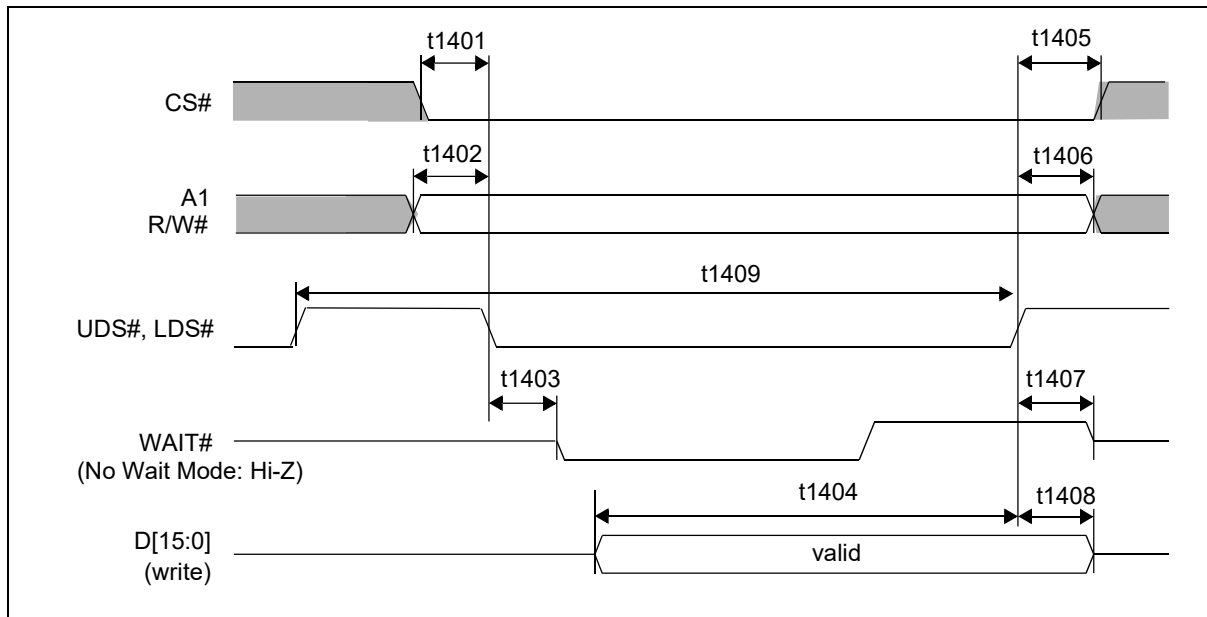 t1401
t1405
CS#
t1402
t1406
A1
R/W#
t1409
UDS#, LDS#
t1403
t1407
WAIT#
(No Wait Mode: Hi-Z)
t1404
t1408
D[15:0]
valid
(write)